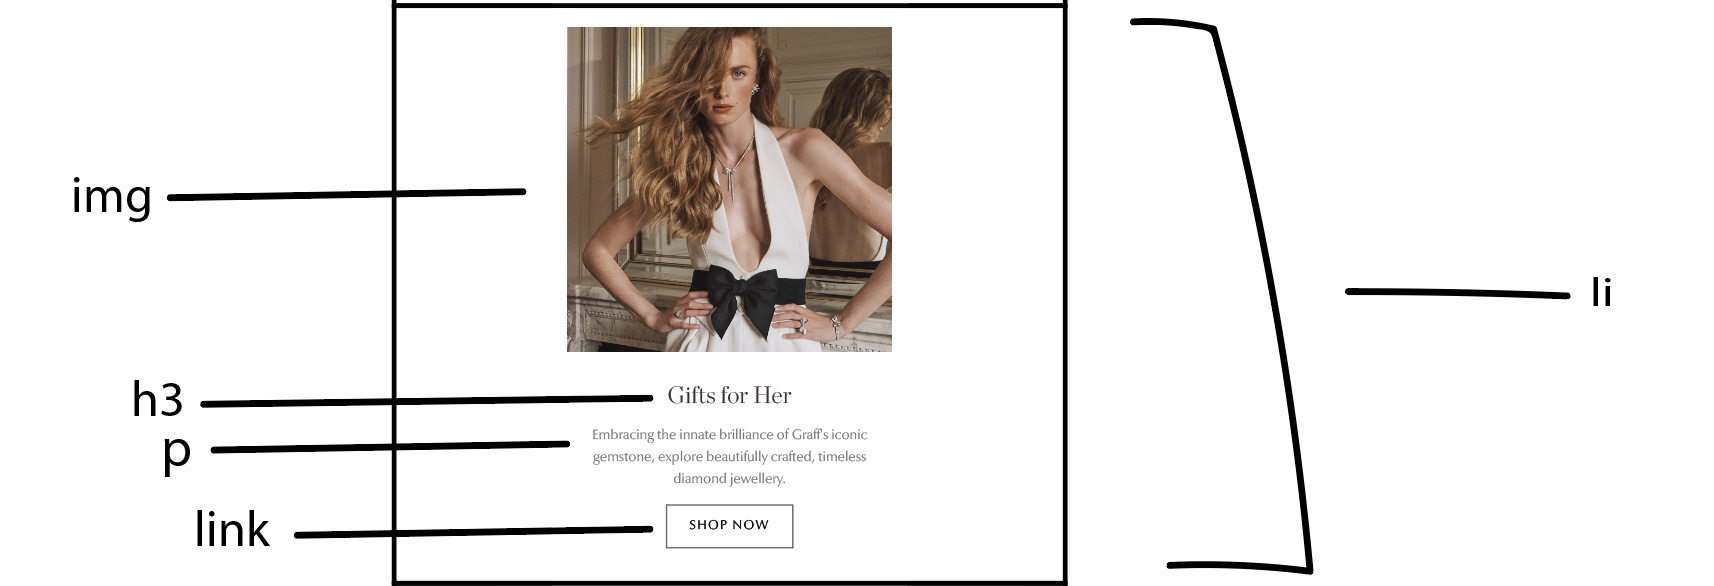 img
h3
Gifts for Her
p
Embracing the innate brilliance of Graff's iconic
gemstone, explore beautifully crafted, timeless
diamond jewellery.
link
SHOP NOW
li